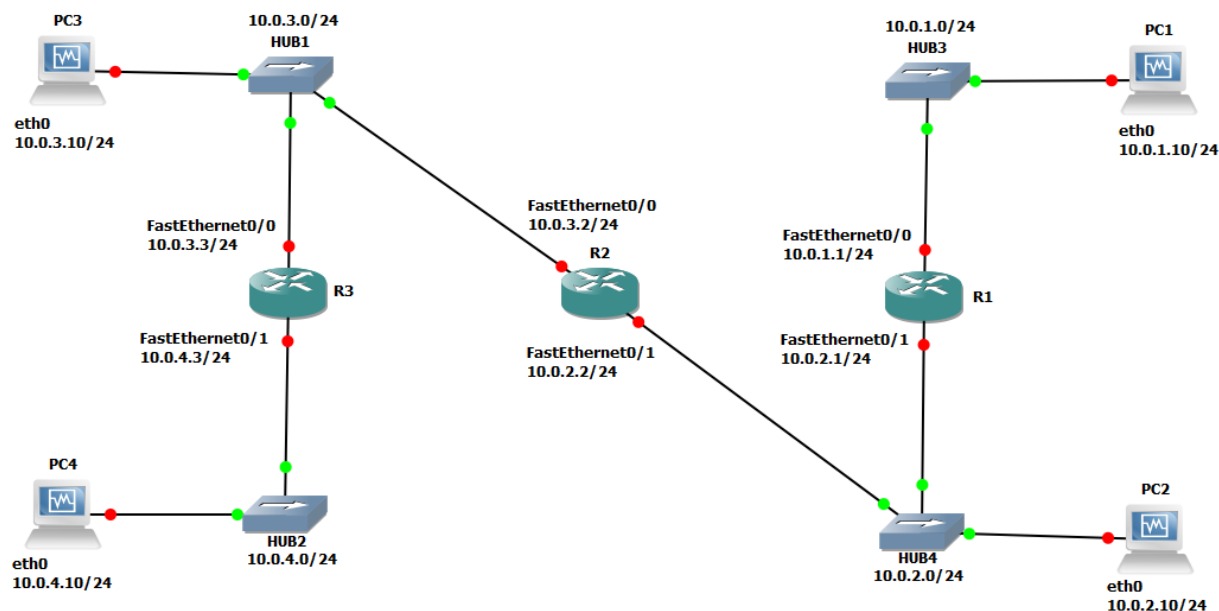 PC3
10.0.3.0/24
HUB1
10.0.1.0/24
HUB3
PC1
eth0
10.0.3.10/24
eth0
10.0.1.10/24
FastEthernet0/0
10.0.3.3/24
FastEthernet0/0
10.0.3.2/24
FastEthernet0/0
10.0.1.1/24
R3
R2
R1
FastEthernet0/1
10.0.4.3/24
FastEthernet0/1
10.0.2.2/24
FastEthernet0/1
10.0.2.1/24
PC4
HUB2
10.0.4.0/24
eth0
10.0.4.10/24
PC2
HUB4
10.0.2.0/24
eth0
10.0.2.10/24